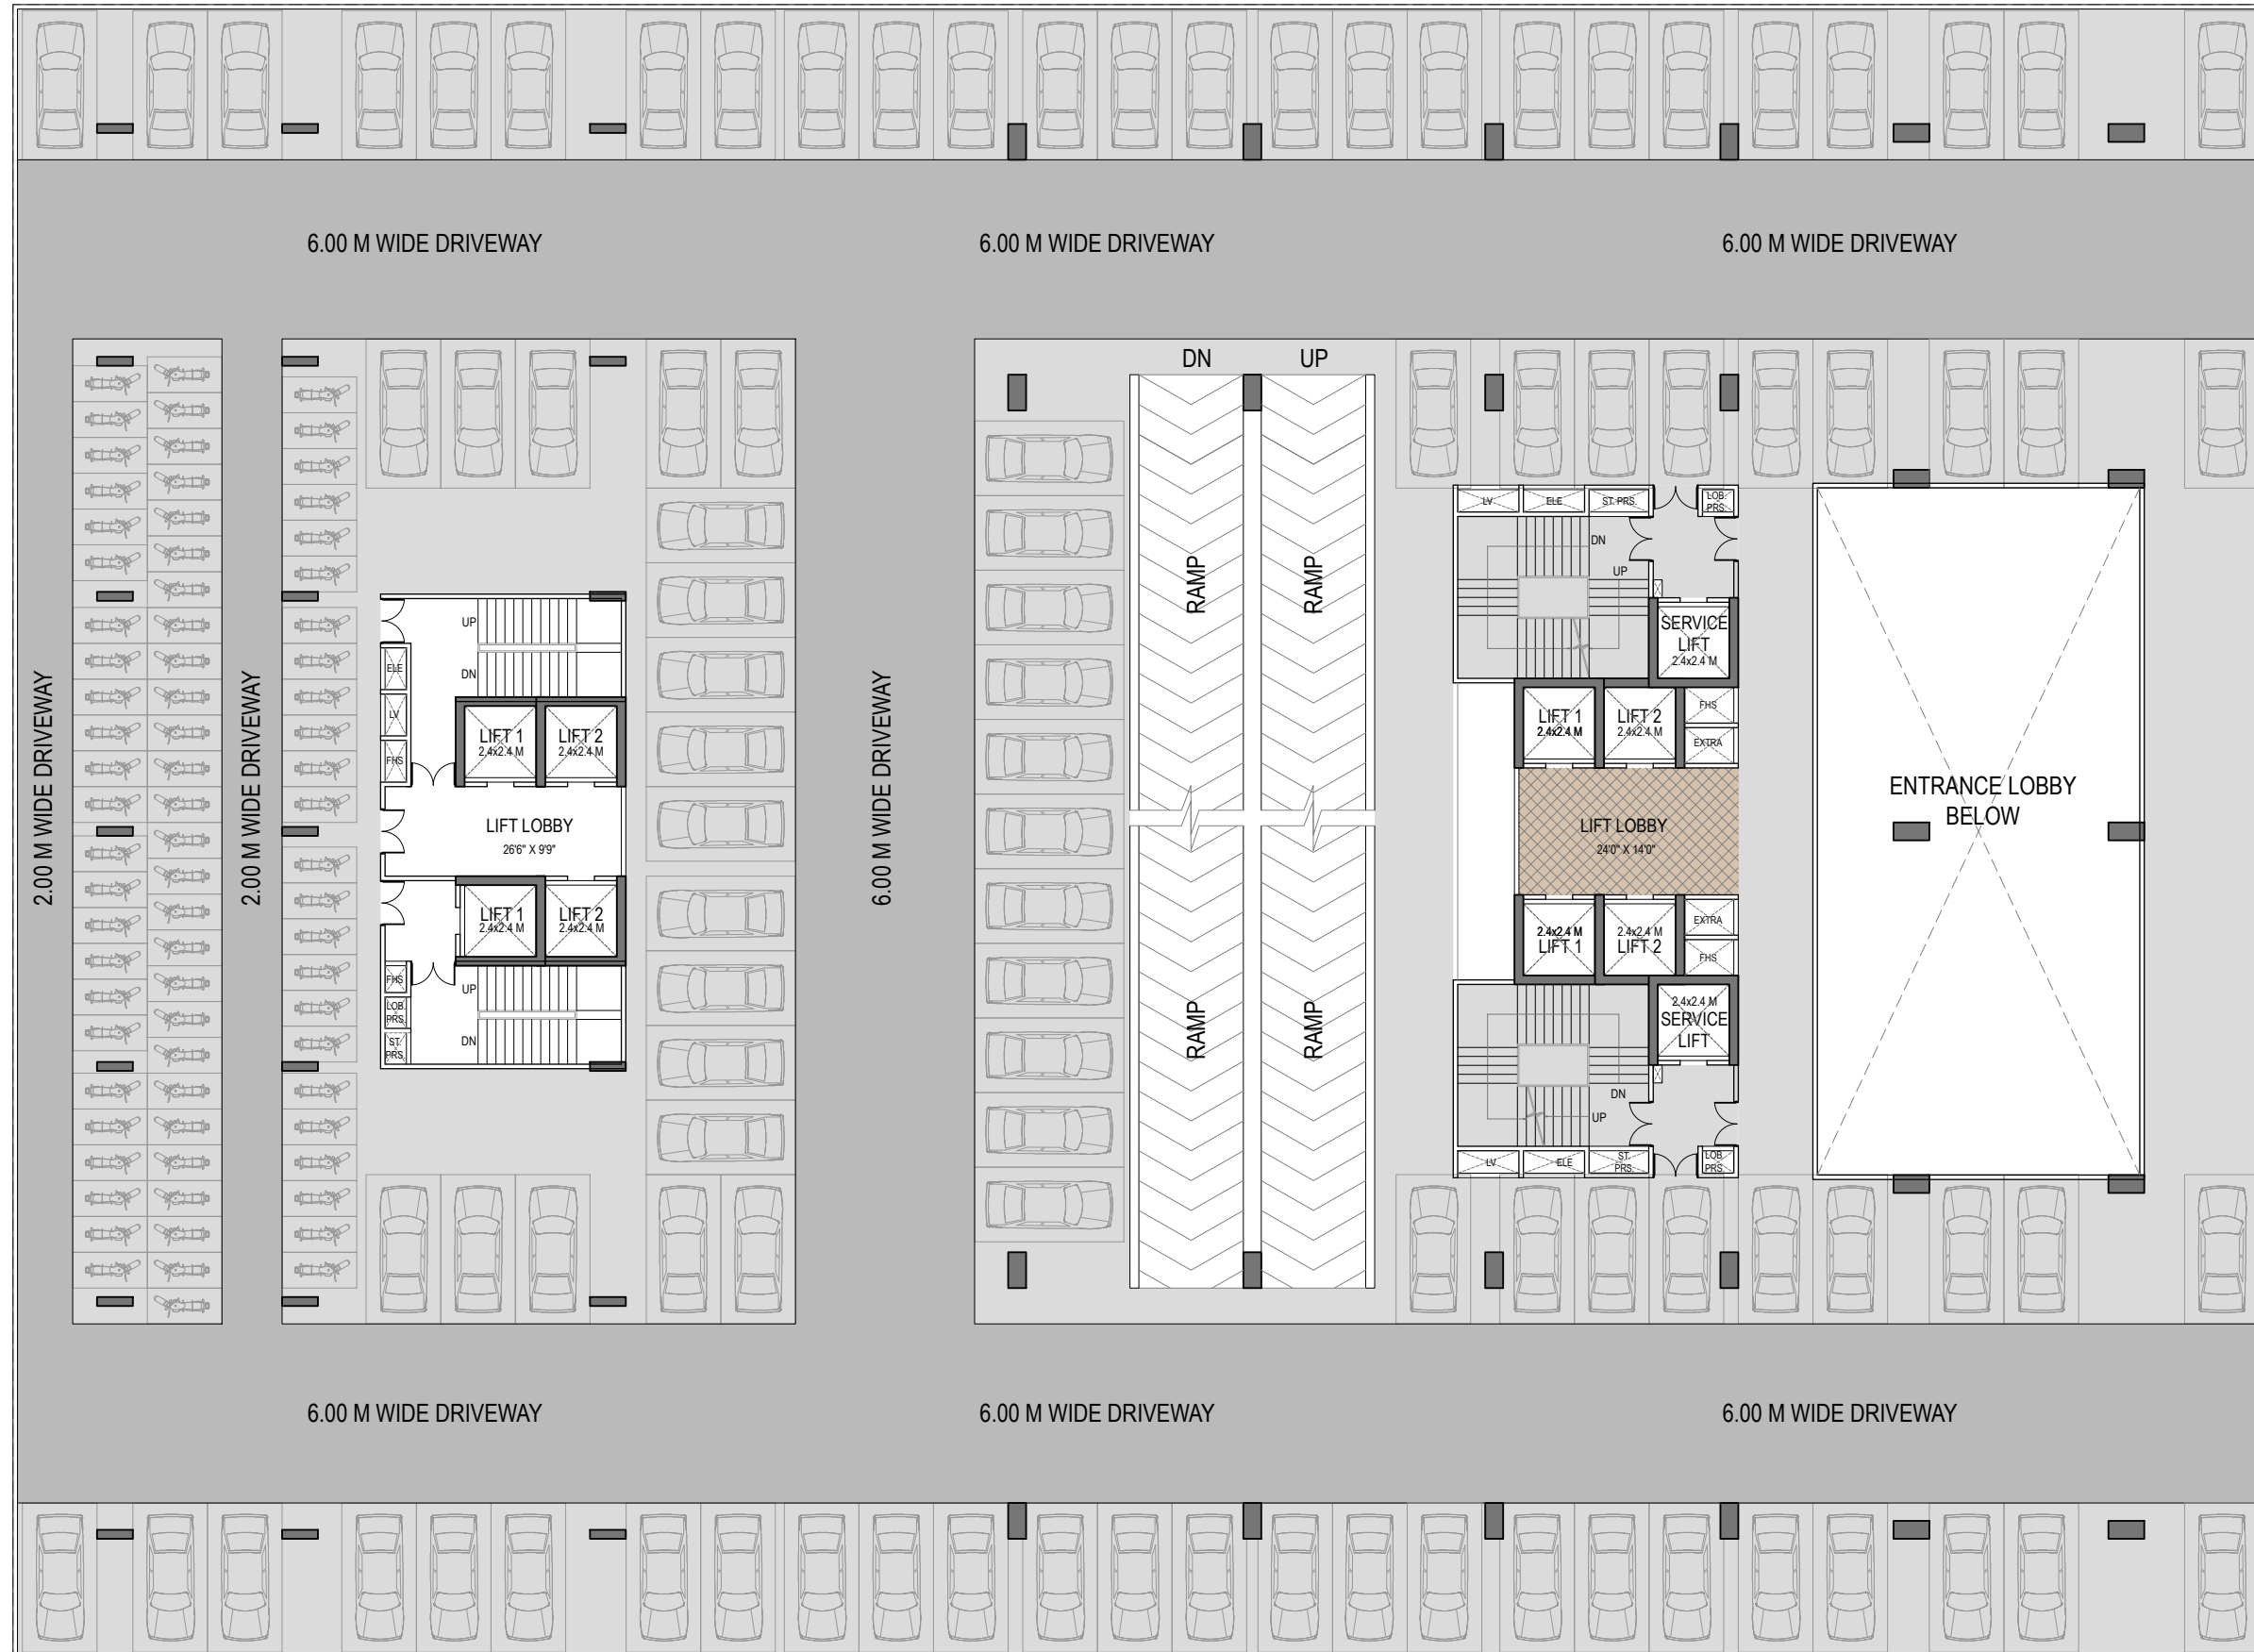 6.00 M WIDE DRIVEWAY
6.00 M WIDE DRIVEWAY
6.00 M WIDE DRIVEWAY
2.00 M WIDE DRIVEWAY
2.00 M WIDE DRIVEWAY
UP
DN
ELE
LV
FHS
LIFT 1
2.4x2.4 M
LIFT 2
2.4x2.4 M
LIFT LOBBY
26'6" X 9'9"
LIFT 1
2.4x2.4 M
LIFT 2
2.4x2.4 M
FHS
LOB.
PRS.
ST.
PRS.
UP
DN
6.00 M WIDE DRIVEWAY
DN
UP
RAMP
RAMP
RAMP
RAMP
LV
ELE
ST. PRS.
LOB.
PRS.
DN
UP
SERVICE
LIFT
2.4x2.4 M
LIFT 1
2.4x2.4 M
LIFT 2
2.4x2.4 M
FHS
EXTRA
LIFT LOBBY
24'0" X 14'0"
2.4x2.4 M
LIFT 1
2.4x2.4 M
LIFT 2
EXTRA
FHS
2.4x2.4 M
SERVICE
LIFT
DN
UP
LV
ELE
ST.
PRS.
LOB.
PRS.
ENTRANCE LOBBY
BELOW
6.00 M WIDE DRIVEWAY
6.00 M WIDE DRIVEWAY
6.00 M WIDE DRIVEWAY